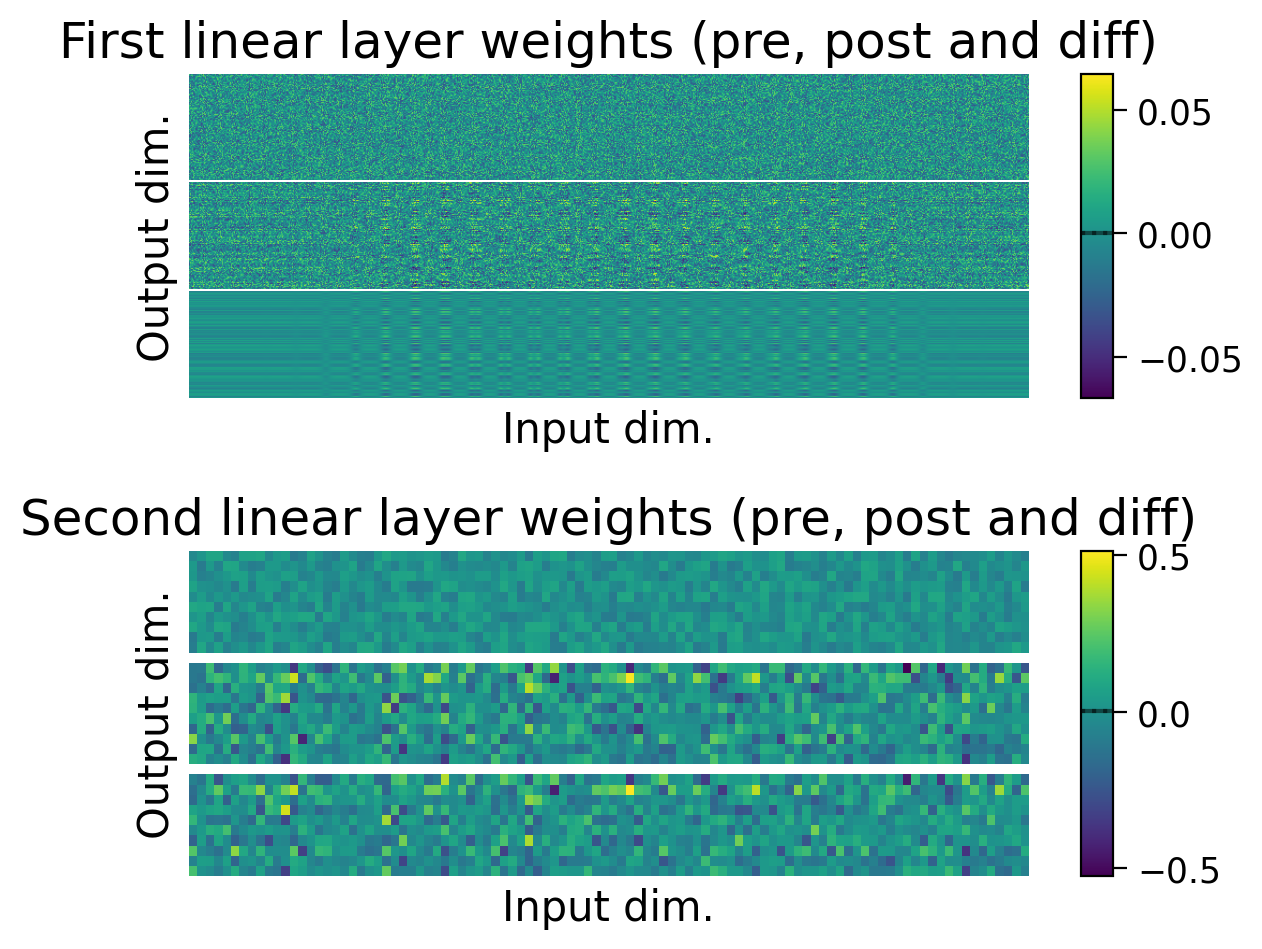 First linear layer weights (pre, post and diff)
Output dim.
0.05
0.00
−0.05
Input dim.
Second linear layer weights (pre, post and diff)
Output dim.
0.5
0.0
−0.5
Input dim.